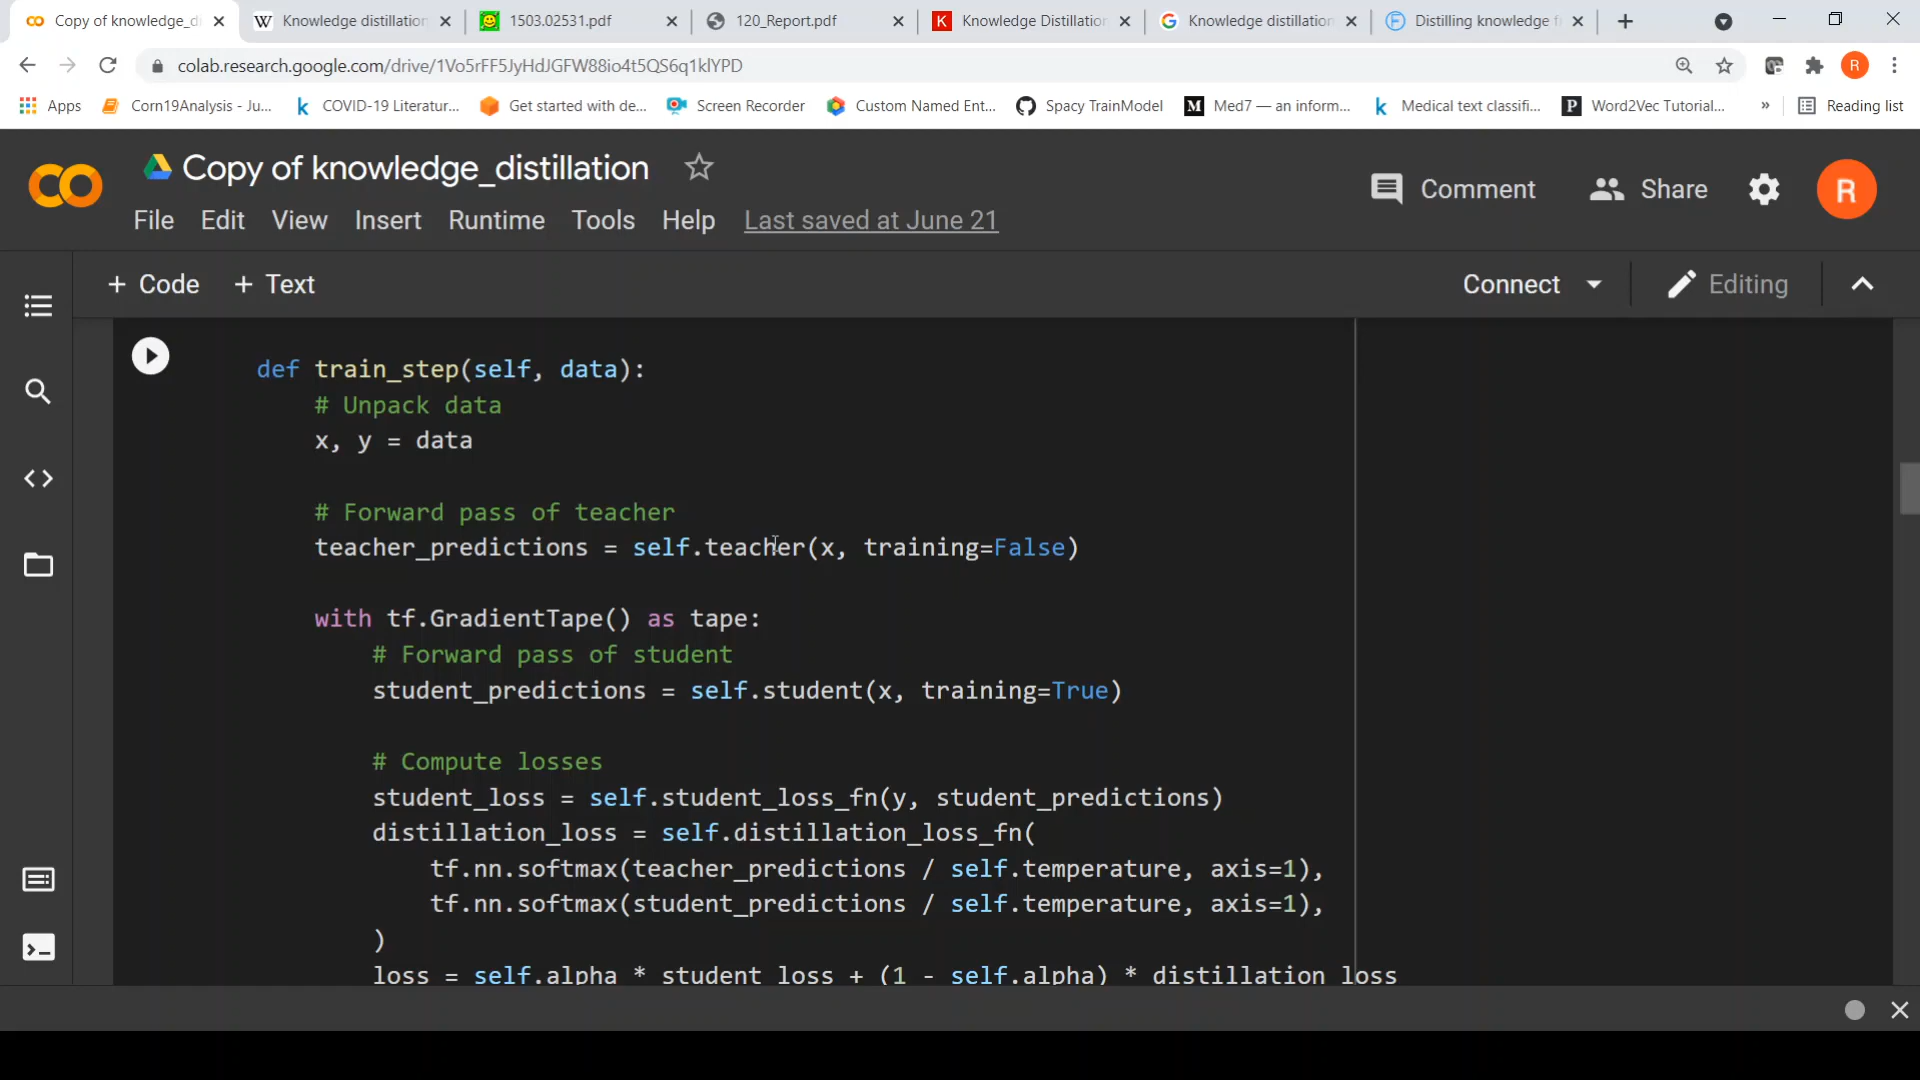 Copy of knowledge_di
Knowledge distillation
1503.02531.pdf
120_Report.pdf
Knowledge Distillation
Knowledge distillation
Distilling knowledge f
colab.research.google.com/drive/1Vo5rFF5JyHdJGFW88io4t5QS6q1klYPD
R
Apps
Corn19Analysis - Ju...
COVID-19 Literatur...
Get started with de...
Screen Recorder
Custom Named Ent...
Spacy TrainModel
Med7 — an inform...
Medical text classifi...
Word2Vec Tutorial...
»
Reading list
Copy of knowledge_distillation
Comment
Share
R
File Edit View Insert Runtime Tools Help Last saved at June 21
+ Code + Text
Connect
Editing
def train_step(self, data):
# Unpack data
x, y = data
# Forward pass of teacher
teacher_predictions = self.teacher(x, training=False)
with tf.GradientTape() as tape:
# Forward pass of student
student_predictions = self.student(x, training=True)
# Compute losses
student_loss = self.student_loss_fn(y, student_predictions)
distillation_loss = self.distillation_loss_fn(
tf.nn.softmax(teacher_predictions / self.temperature, axis=1),
tf.nn.softmax(student_predictions / self.temperature, axis=1),
)
loss = self.alpha * student_loss + (1 - self.alpha) * distillation_loss